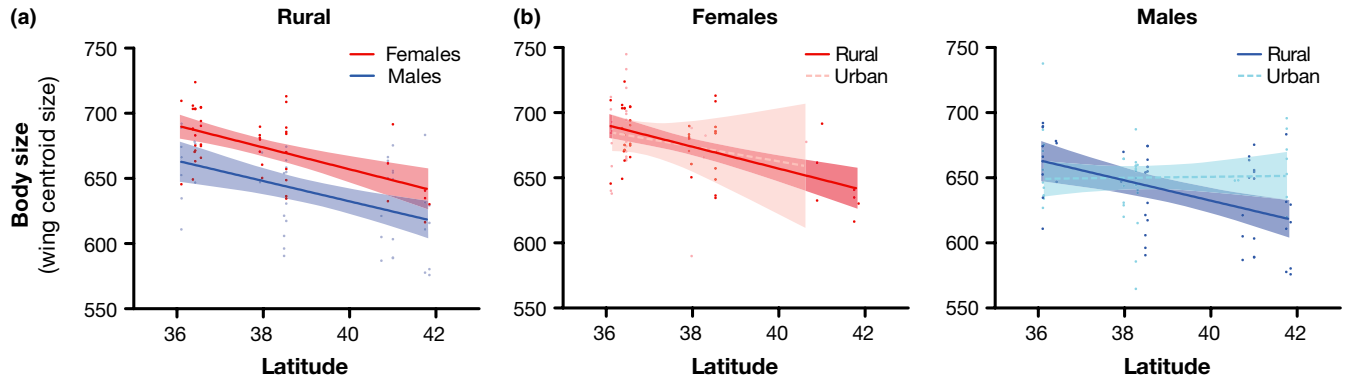 (a)
Rural
Females
Males
750
700
650
600
550
36
38
40
42
Latitude
Body size
(wing centroid size)
(b)
Females
Rural
Urban
750
700
650
600
550
36
38
40
42
Latitude
Males
Rural
Urban
750
700
650
600
550
36
38
40
42
Latitude